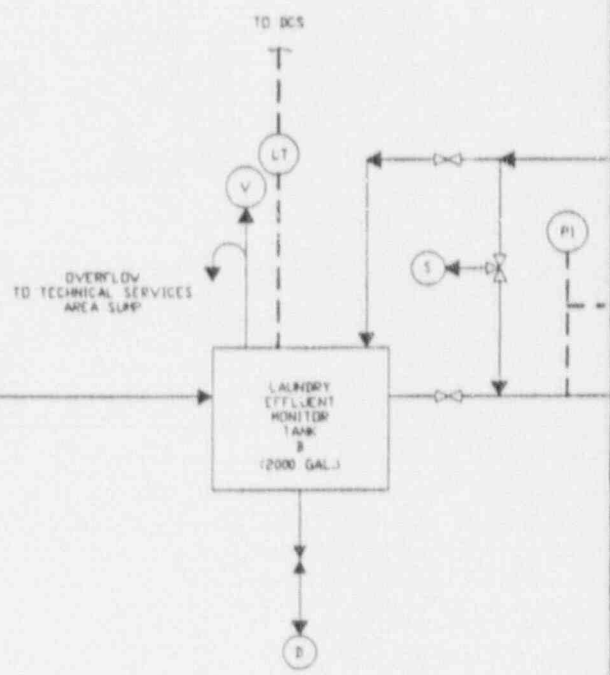 TO DCS
LT
V
PI
S
OVERFLOW
TO TECHNICAL SERVICES
AREA SUMP
LAUNDRY
EFFLUENT
MONITOR
TANK
B
(2000 GAL.)
D